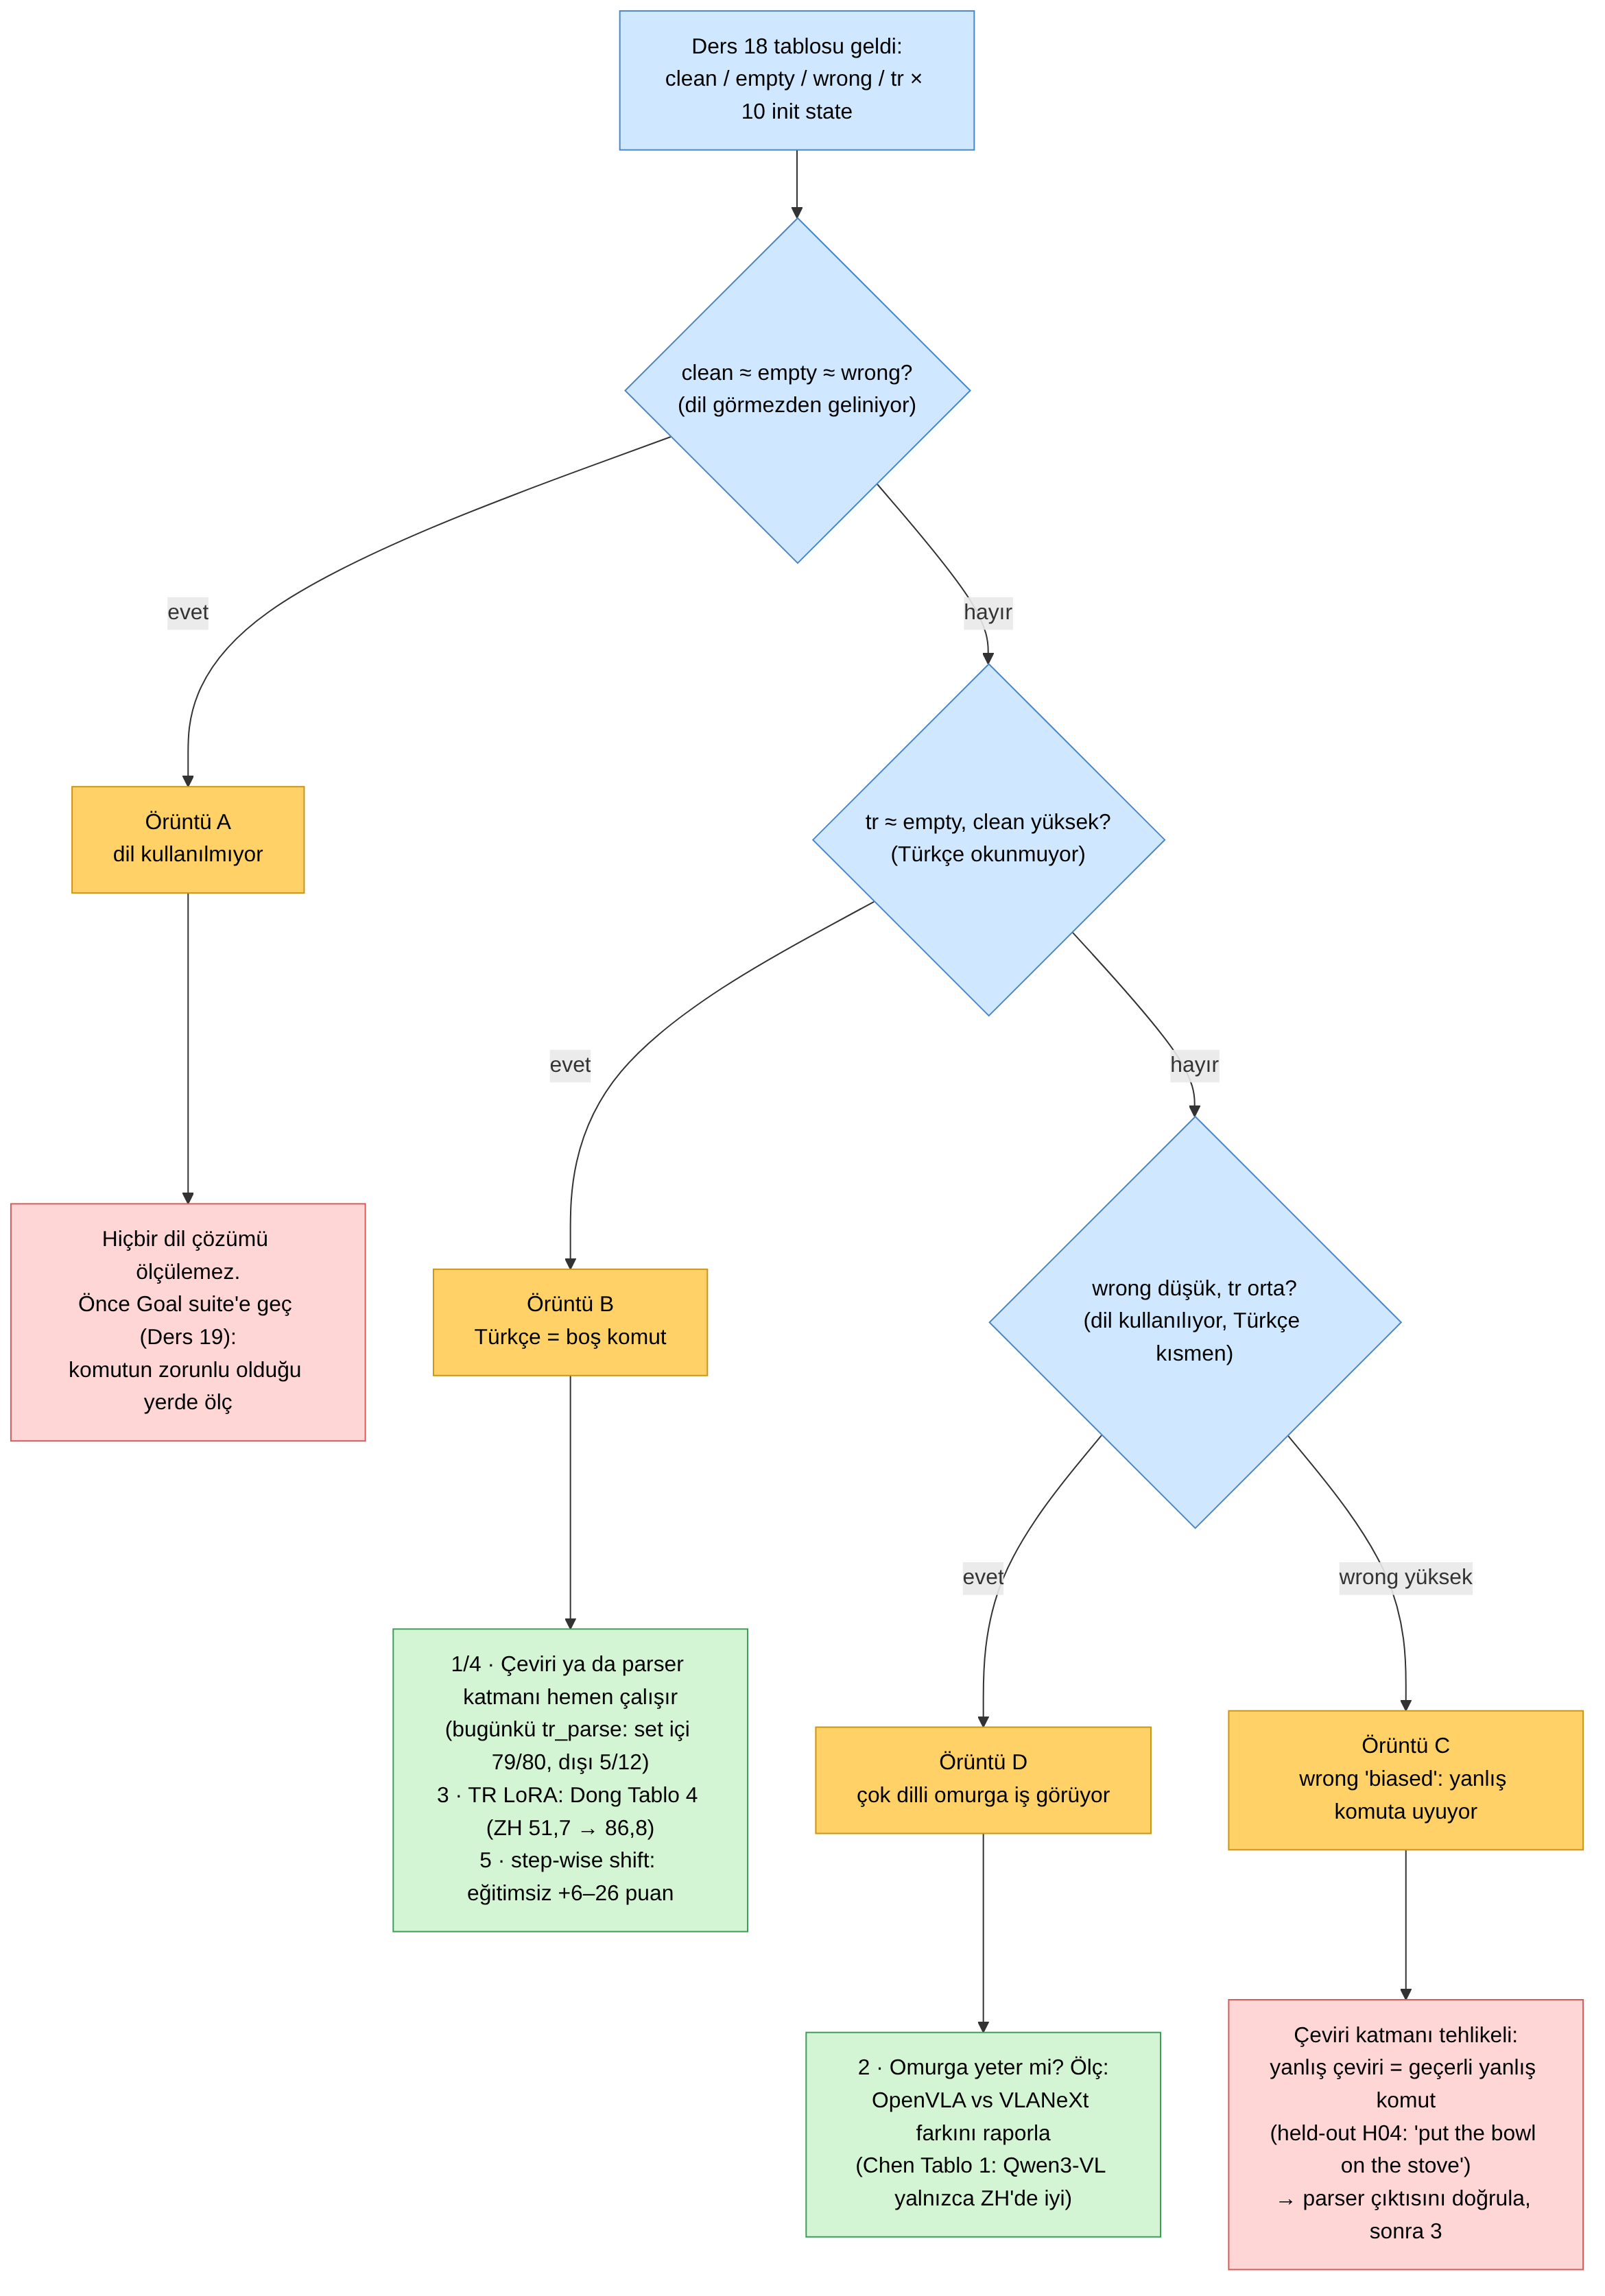 Ders 18 tablosu geldi:
clean / empty / wrong / tr ×
10 init state
clean ≈ empty ≈ wrong?
(dil görmezden geliniyor)
evet
hayır
Örüntü A
dil kullanılmıyor
tr ≈ empty, clean yüksek?
(Türkçe okunmuyor)
evet
hayır
Hiçbir dil çözümü
ölçülemez.
Önce Goal suite'e geç
(Ders 19):
komutun zorunlu olduğu
yerde ölç
Örüntü B
Türkçe = boş komut
wrong düşük, tr orta?
(dil kullanılıyor, Türkçe
kısmen)
evet
wrong yüksek
1/4 · Çeviri ya da parser
katmanı hemen çalışır
(bugünkü tr_parse: set içi
79/80, dışı 5/12)
3 · TR LoRA: Dong Tablo 4
(ZH 51,7 → 86,8)
5 · step-wise shift:
eğitimsiz +6–26 puan
Örüntü D
çok dilli omurga iş görüyor
Örüntü C
wrong 'biased': yanlış
komuta uyuyor
2 · Omurga yeter mi? Ölç:
OpenVLA vs VLANeXt
farkını raporla
(Chen Tablo 1: Qwen3-VL
yalnızca ZH'de iyi)
Çeviri katmanı tehlikeli:
yanlış çeviri = geçerli yanlış
komut
(held-out H04: 'put the bowl
on the stove')
→ parser çıktısını doğrula,
sonra 3